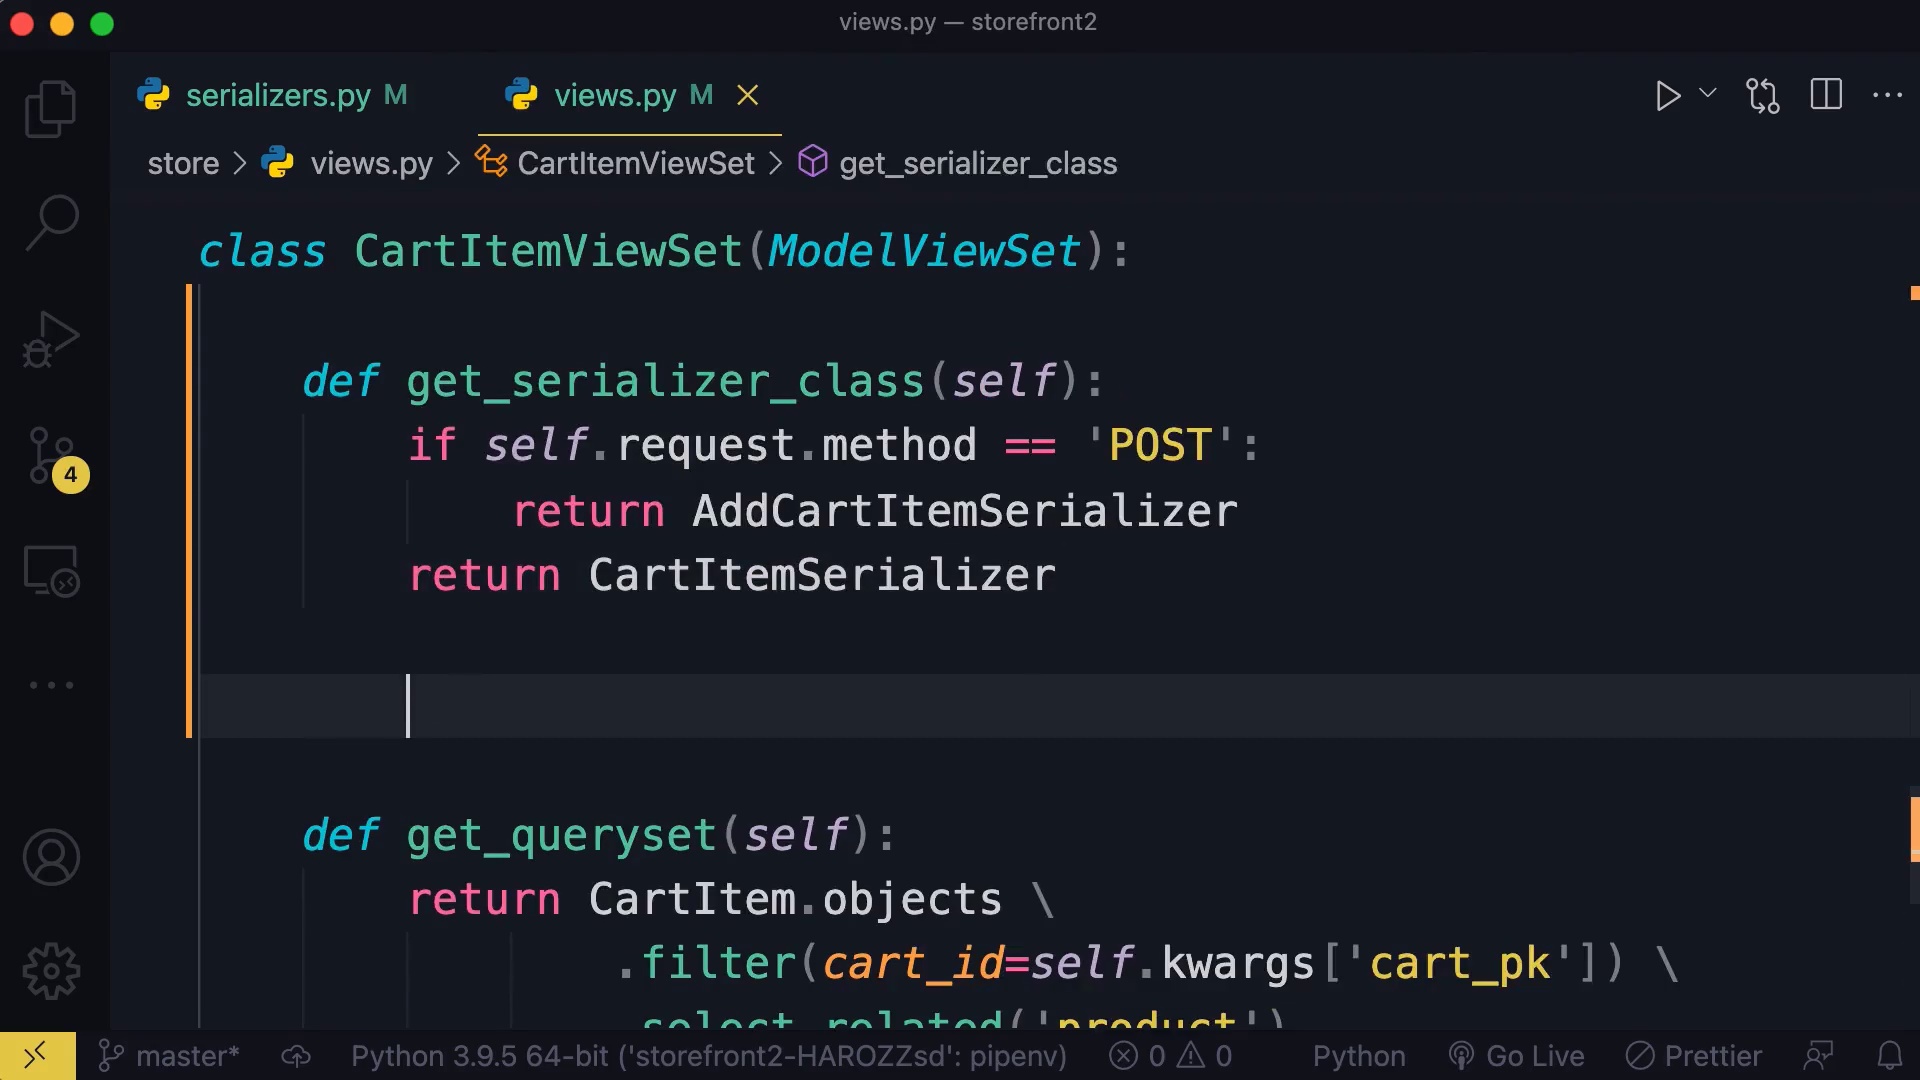 views.py — storefront2
serializers.py M
views.py M
store > views.py > CartItemViewSet > get_serializer_class
class CartItemViewSet(ModelViewSet):
def get_serializer_class(self):
if self.request.method == 'POST':
return AddCartItemSerializer
return CartItemSerializer
def get_queryset(self):
return CartItem.objects \
.filter(cart_id=self.kwargs['cart_pk']) \
.select_related('product')
4
master* Python 3.9.5 64-bit ('storefront2-HAROZZsd': pipenv) 0 0 Python Go Live Prettier